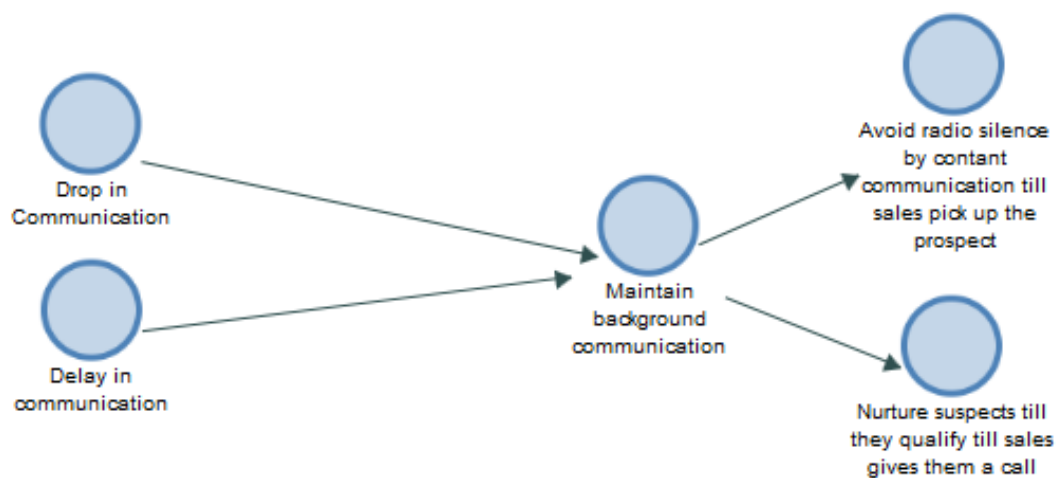 Drop in
Communication
Delay in
communication
Maintain
background
communication
Avoid radio silence
by contant
communication till
sales pick up the
prospect
Nurture suspects till
they qualify till sales
gives them a call